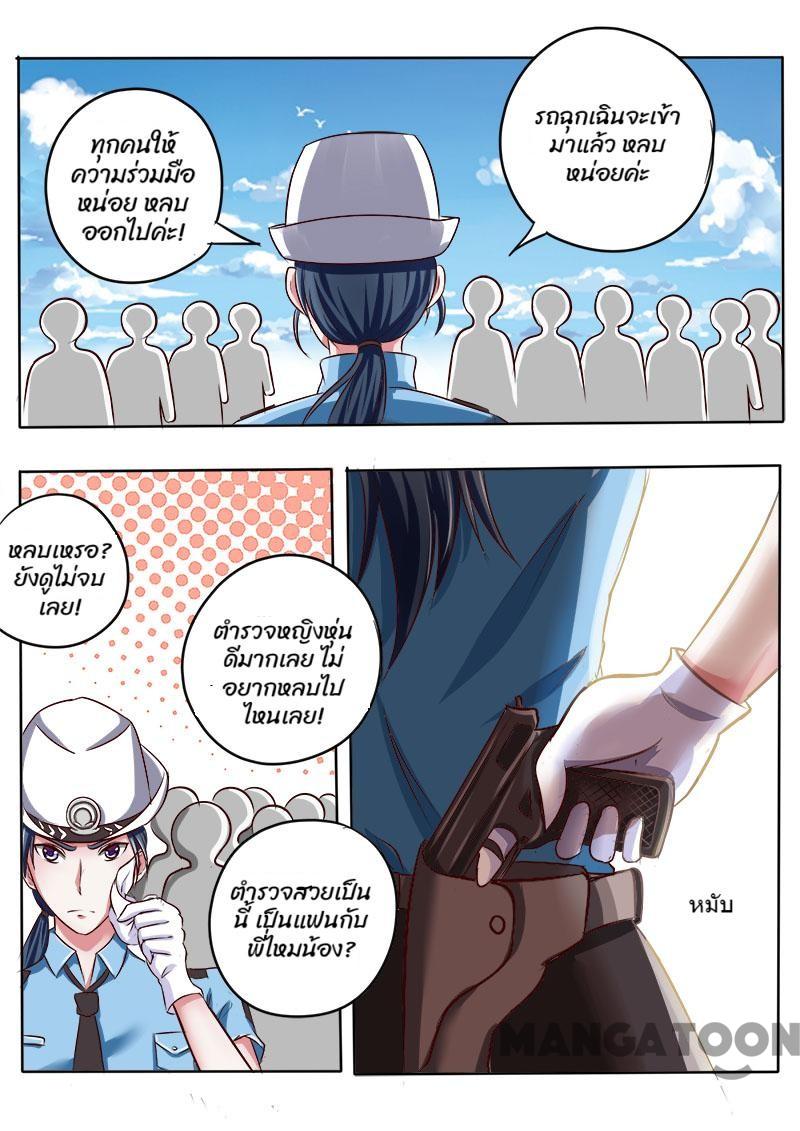 ทุกคนให้
ความร่วมมือ
หน่อย หลบ
ออกไปค่ะ!
รถฉุกเฉินจะเข้า
มาแล้ว หลบ
หน่อยค่ะ
หลบเหรอ?
ยังดูไม่จบ
เลย!
ตำรวจหญิงหุ่น
ดีมากเลย ไม่
อยากหลบไป
ไหนเลย!
ตำรวจสวยเป็น
นี้ เป็นแฟนกับ
พี่ไหมน้อง?
หมับ
MANGATOON